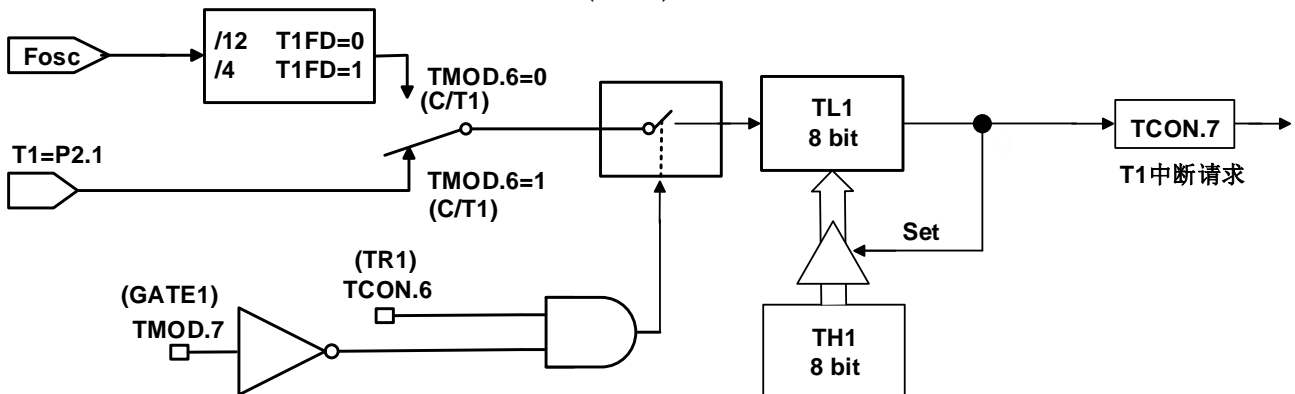 /12 T1FD=0
/4 T1FD=1
Fosc
TMOD.6=0
(C/T1)
T1=P2.1
TMOD.6=1
(C/T1)
TL1
8 bit
TCON.7
T1中断请求
Set
(TR1)
TCON.6
(GATE1)
TMOD.7
TH1
8 bit